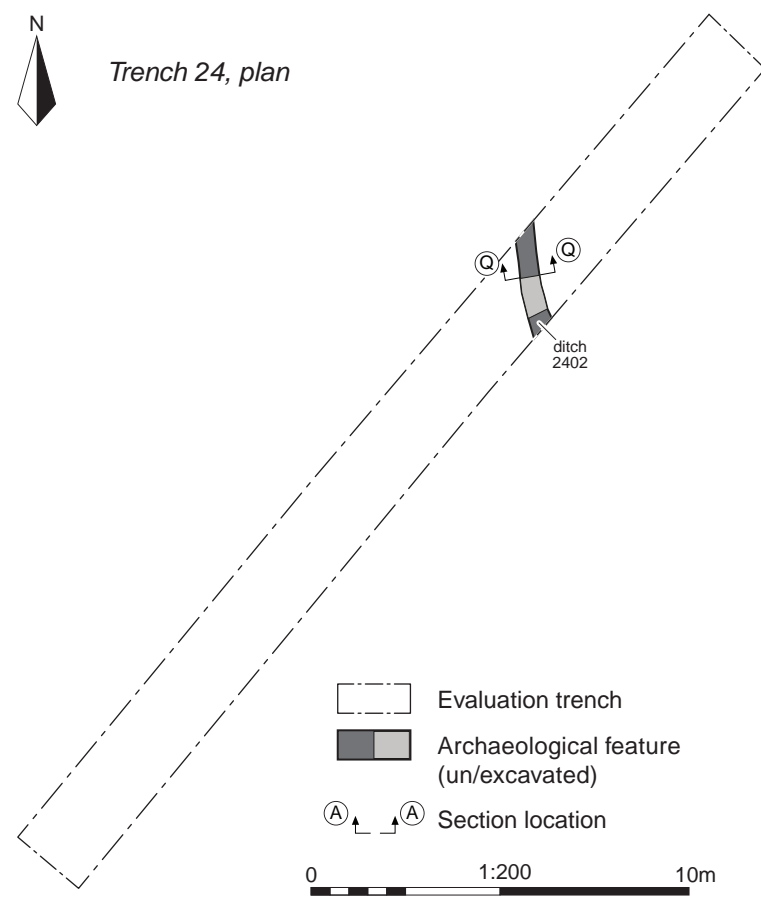 N
Trench 24, plan
Q Q
ditch
2402
Evaluation trench
Archaeological feature
(un/excavated)
A A Section location
0 1:200 10m